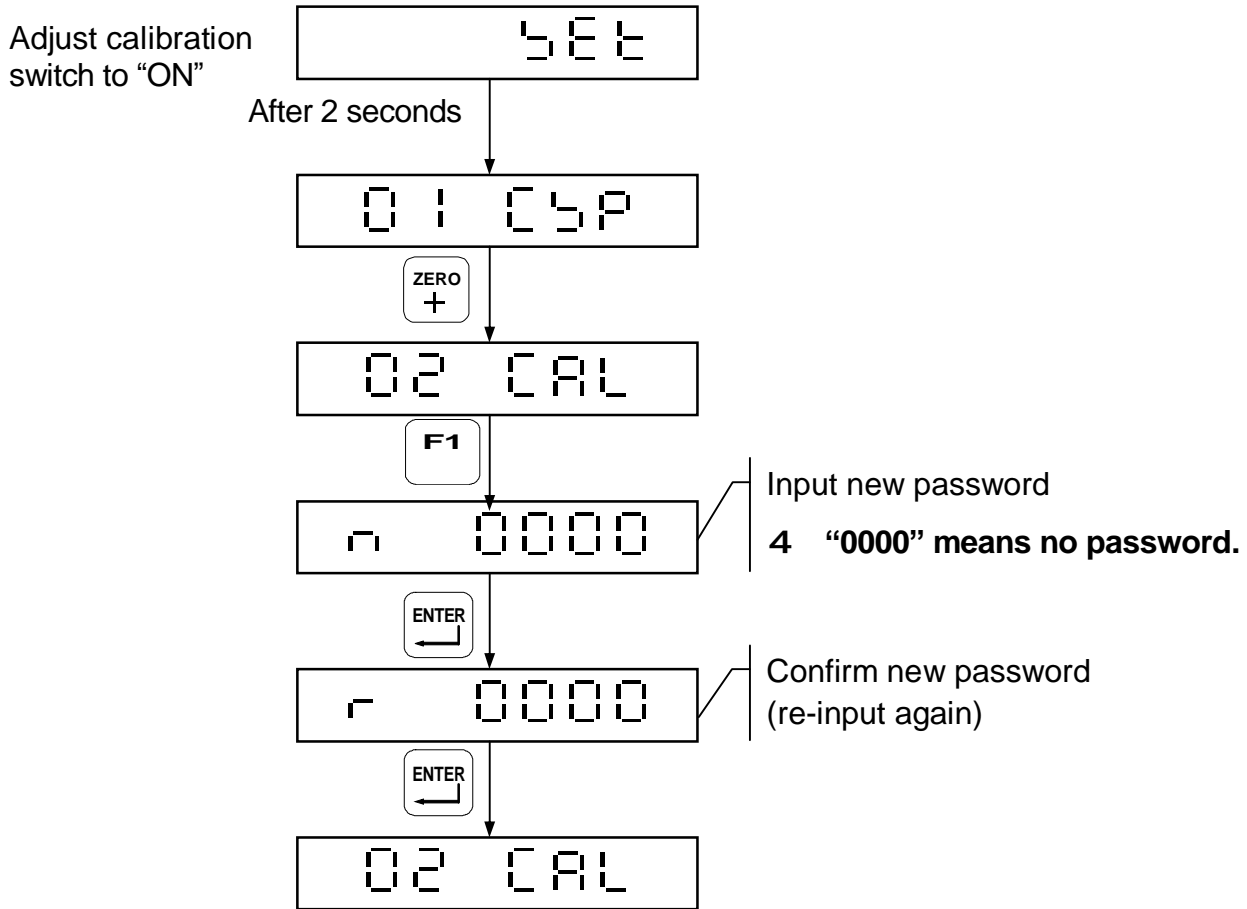 Adjust calibration
switch to “ON”
SEt
After 2 seconds
01 CSP
ZERO
+
02 CAL
F1
n 0000
Input new password
4 “0000” means no password.
ENTER
r 0000
Confirm new password
(re-input again)
ENTER
02 CAL